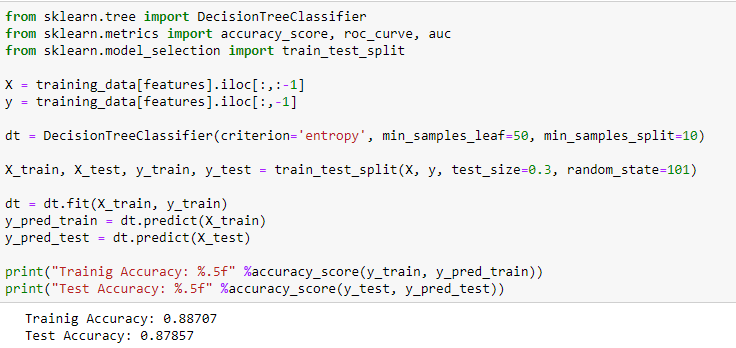 from sklearn.tree import DecisionTreeClassifier
from sklearn.metrics import accuracy_score, roc_curve, auc
from sklearn.model_selection import train_test_split
X = training_data[features].iloc[:,:-1]
y = training_data[features].iloc[:,-1]
dt = DecisionTreeClassifier(criterion='entropy', min_samples_leaf=50, min_samples_split=10)
X_train, X_test, y_train, y_test = train_test_split(X, y, test_size=0.3, random_state=101)
dt = dt.fit(X_train, y_train)
y_pred_train = dt.predict(X_train)
y_pred_test = dt.predict(X_test)
print("Trainig Accuracy: %.5f" %accuracy_score(y_train, y_pred_train))
print("Test Accuracy: %.5f" %accuracy_score(y_test, y_pred_test))
Trainig Accuracy: 0.88707
Test Accuracy: 0.87857